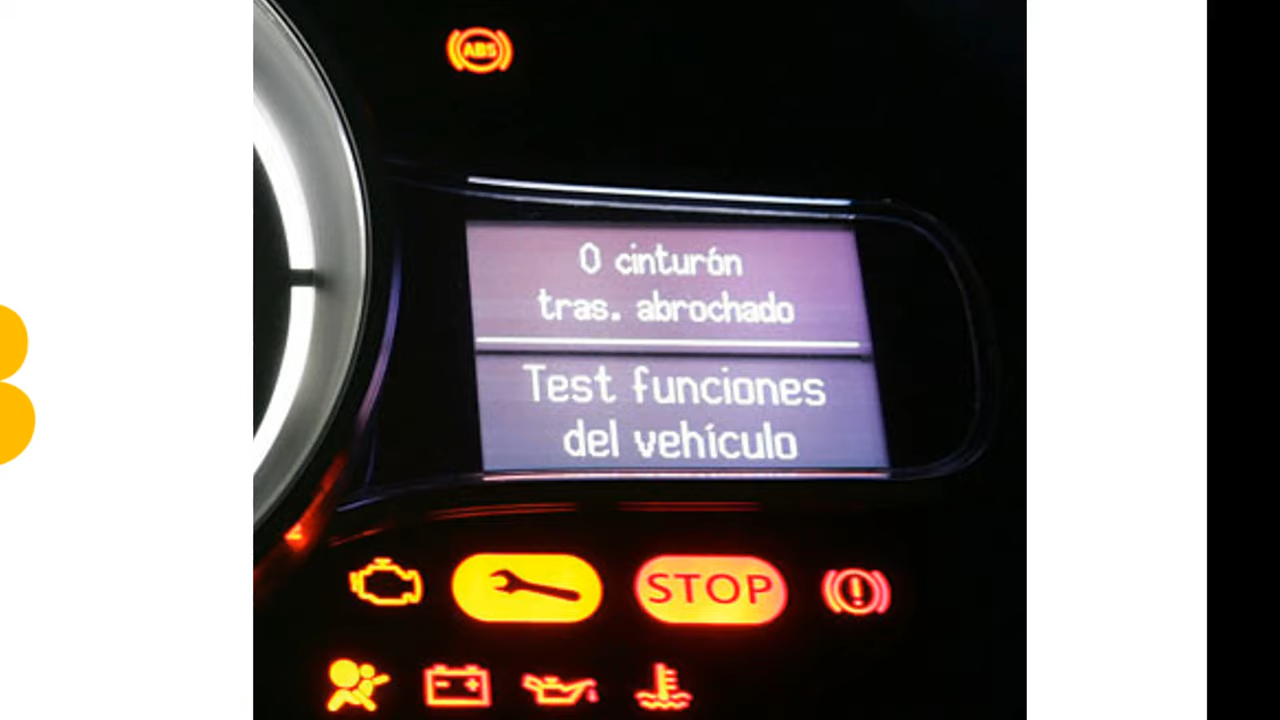 ABS
0 cinturón
tras. abrochado
Test funciones
del vehículo
STOP